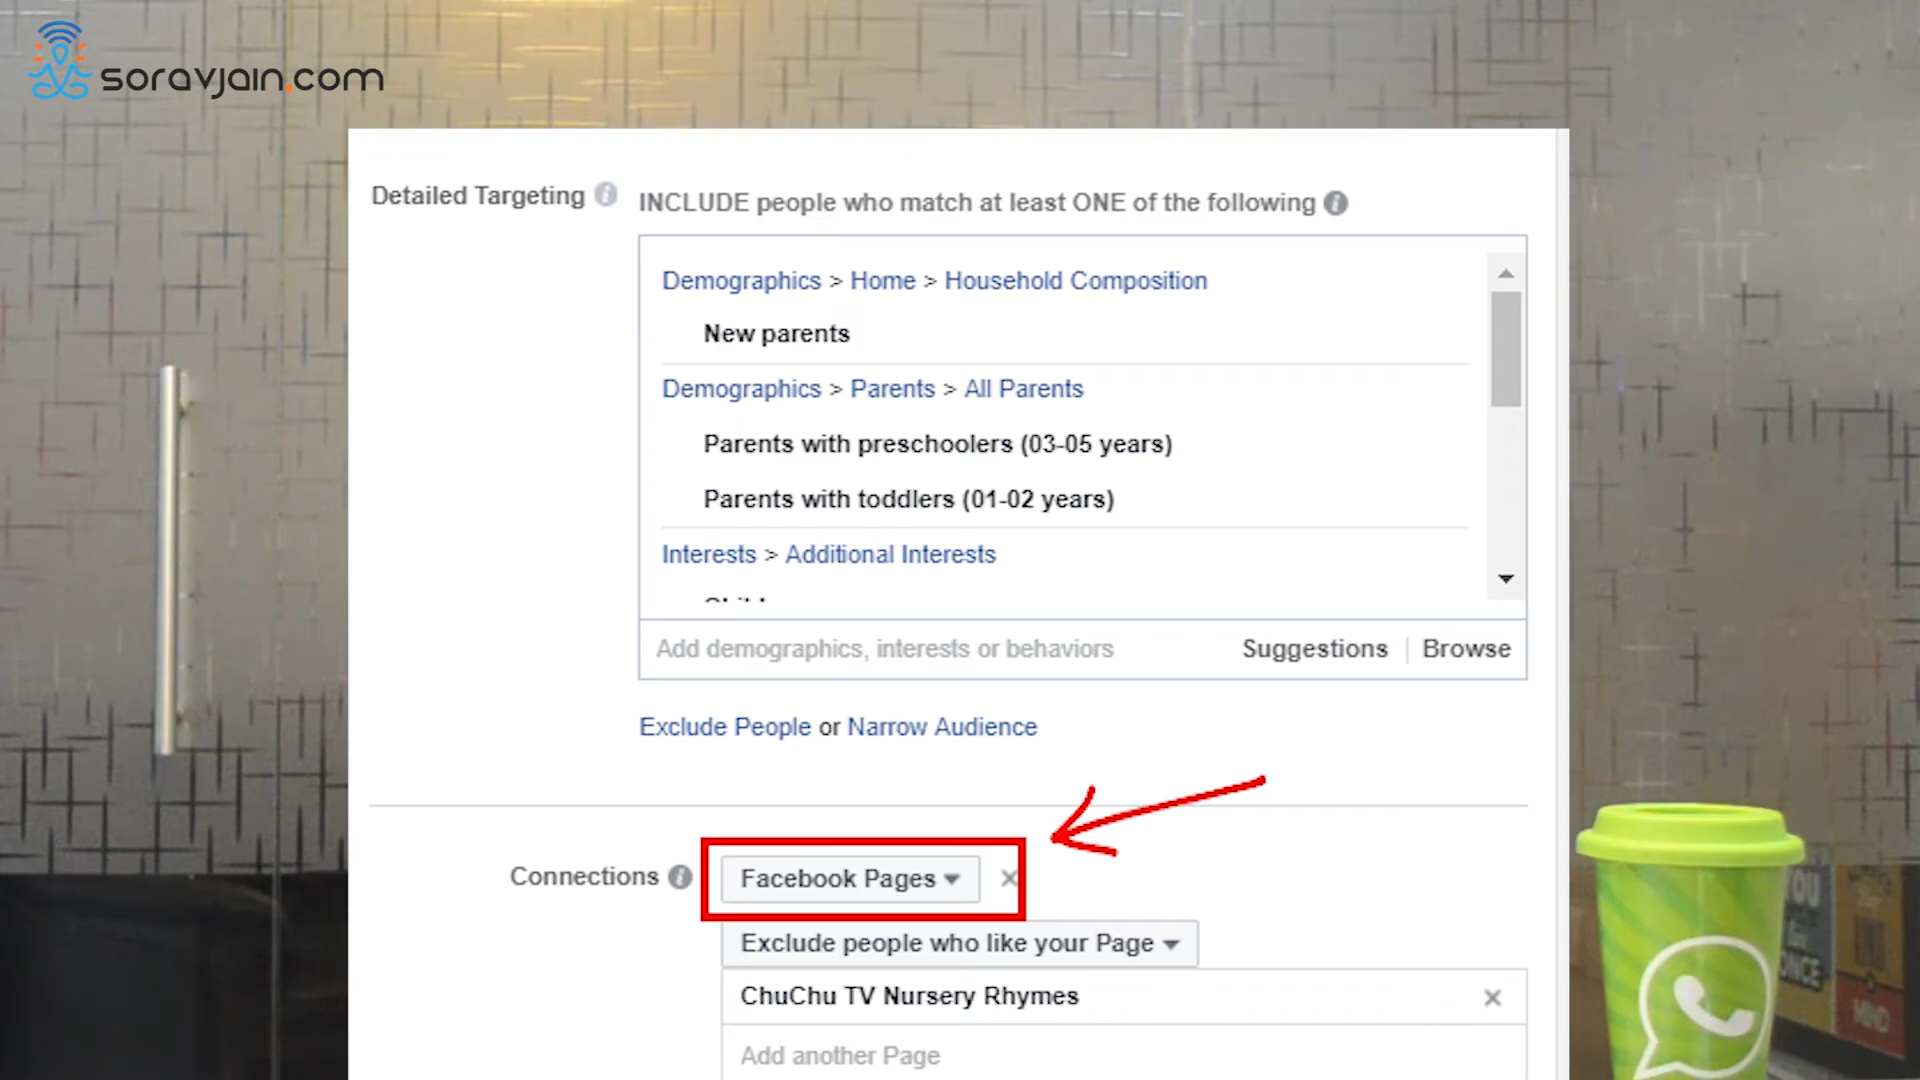 soravjain.com
Detailed Targeting
INCLUDE people who match at least ONE of the following
Demographics > Home > Household Composition
New parents
Demographics > Parents > All Parents
Parents with preschoolers (03-05 years)
Parents with toddlers (01-02 years)
Interests > Additional Interests
Add demographics, interests or behaviors
Suggestions
Browse
Exclude People or Narrow Audience
Connections
Facebook Pages
Exclude people who like your Page
ChuChu TV Nursery Rhymes
Add another Page
YOU
ONCE
MIND